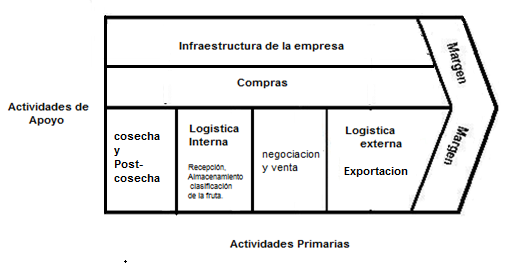 Infraestructura de la empresa
Margen
Compras
Actividades de
Apoyo
cosecha
y
Post-
cosecha
Logistica
Interna
Recepción,
Almacenamiento
clasificación
de la fruta.
negociacion
y venta
Logistica
externa
Exportacion
Margen
Actividades Primarias